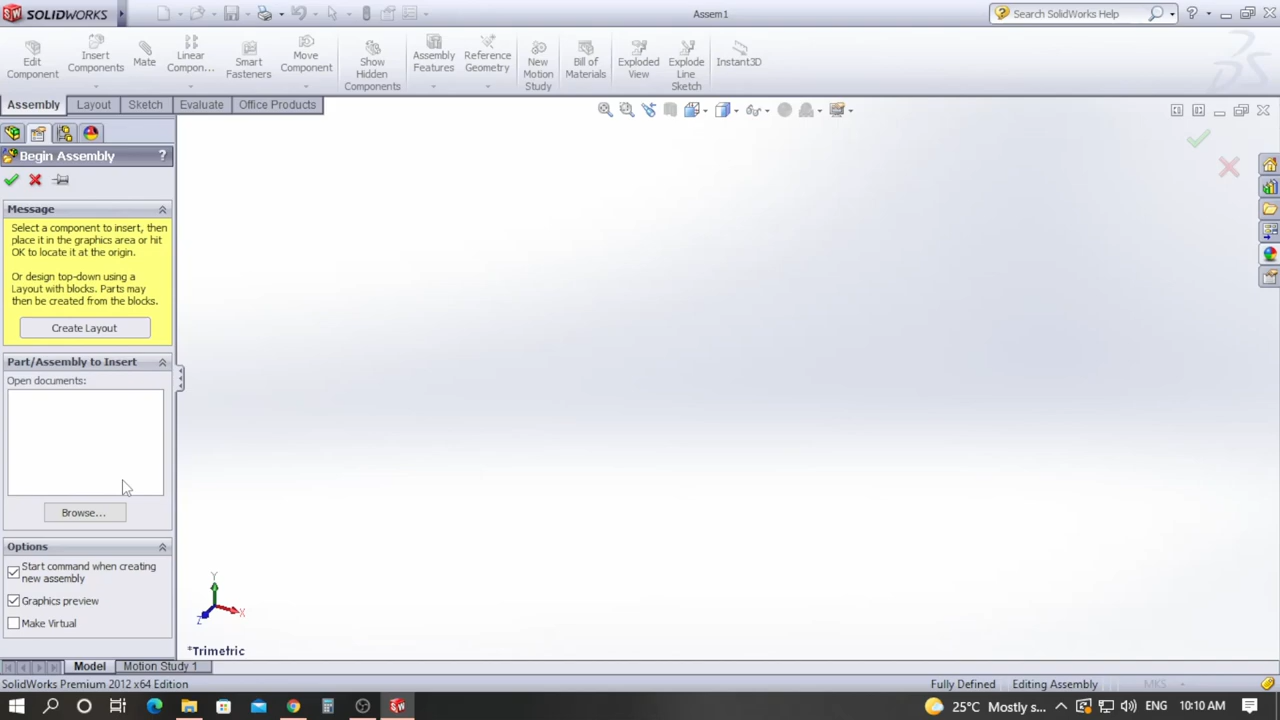 SOLIDWORKS
Assem1
Search SolidWorks Help
Edit Component
Insert Components
Mate
Linear Compon...
Smart Fasteners
Move Component
Show Hidden Components
Assembly Features
Reference Geometry
New Motion Study
Bill of Materials
Exploded View
Explode Line Sketch
Instant3D
Assembly
Layout
Sketch
Evaluate
Office Products
Begin Assembly
?
Message
Select a component to insert, then
place it in the graphics area or hit
OK to locate it at the origin.
Or design top-down using a
Layout with blocks. Parts may
then be created from the blocks.
Create Layout
Part/Assembly to Insert
Open documents:
Browse...
Options
Start command when creating
new assembly
Graphics preview
Make Virtual
Y
X
Z
*Trimetric
Model
Motion Study 1
SolidWorks Premium 2012 x64 Edition
Fully Defined
Editing Assembly
MKS
25°C Mostly s...
ENG
10:10 AM